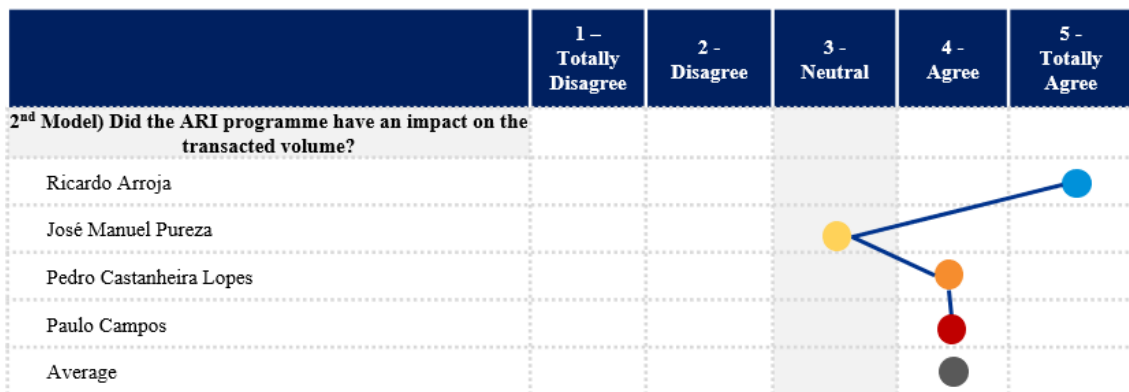 1 –
Totally
Disagree
2 -
Disagree
3 -
Neutral
4 -
Agree
5 -
Totally
Agree
2nd Model) Did the ARI programme have an impact on the
transacted volume?
Ricardo Arroja
José Manuel Pureza
Pedro Castanheira Lopes
Paulo Campos
Average